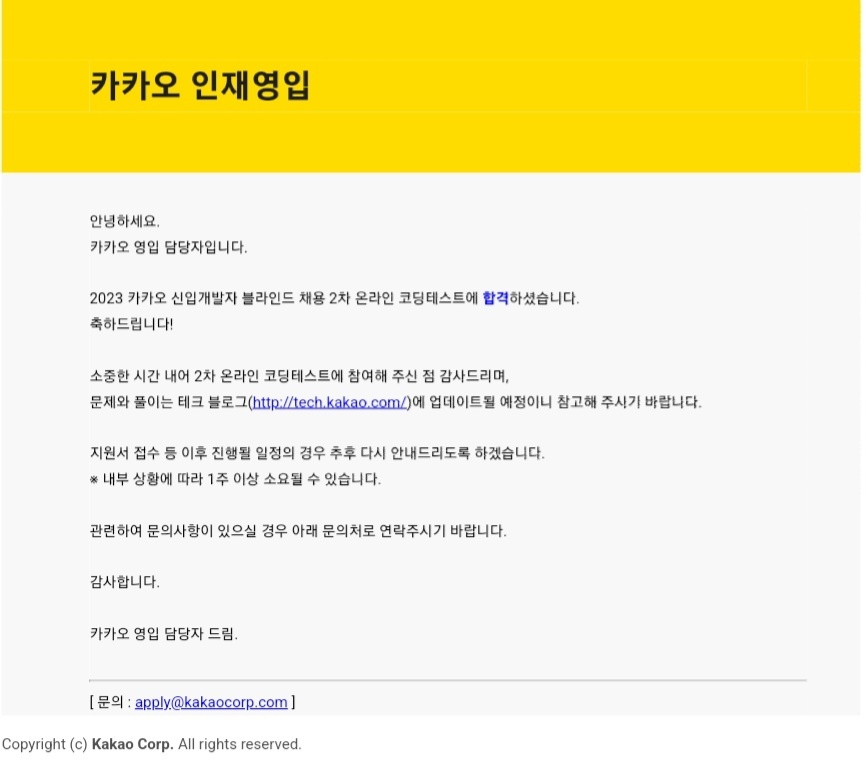 카카오 인재영입
안녕하세요.
카카오 영입 담당자입니다.
2023 카카오 신입개발자 블라인드 채용 2차 온라인 코딩테스트에 합격하셨습니다.
축하드립니다!
소중한 시간 내어 2차 온라인 코딩테스트에 참여해 주신 점 감사드리며,
문제와 풀이는 테크 블로그(http://tech.kakao.com/)에 업데이트될 예정이니 참고해 주시기 바랍니다.
지원서 접수 등 이후 진행될 일정의 경우 추후 다시 안내드리도록 하겠습니다.
※ 내부 상황에 따라 1주 이상 소요될 수 있습니다.
관련하여 문의사항이 있으실 경우 아래 문의처로 연락주시기 바랍니다.
감사합니다.
카카오 영입 담당자 드림.
[ 문의 : apply@kakaocorp.com ]
Copyright (c) Kakao Corp. All rights reserved.